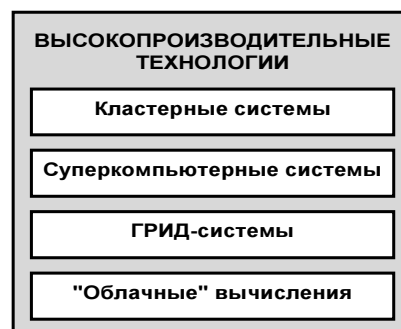 ВЫСОКОПРОИЗВОДИТЕЛЬНЫЕ
ТЕХНОЛОГИИ
Кластерные системы
Суперкомпьютерные системы
ГРИД-системы
"Облачные" вычисления